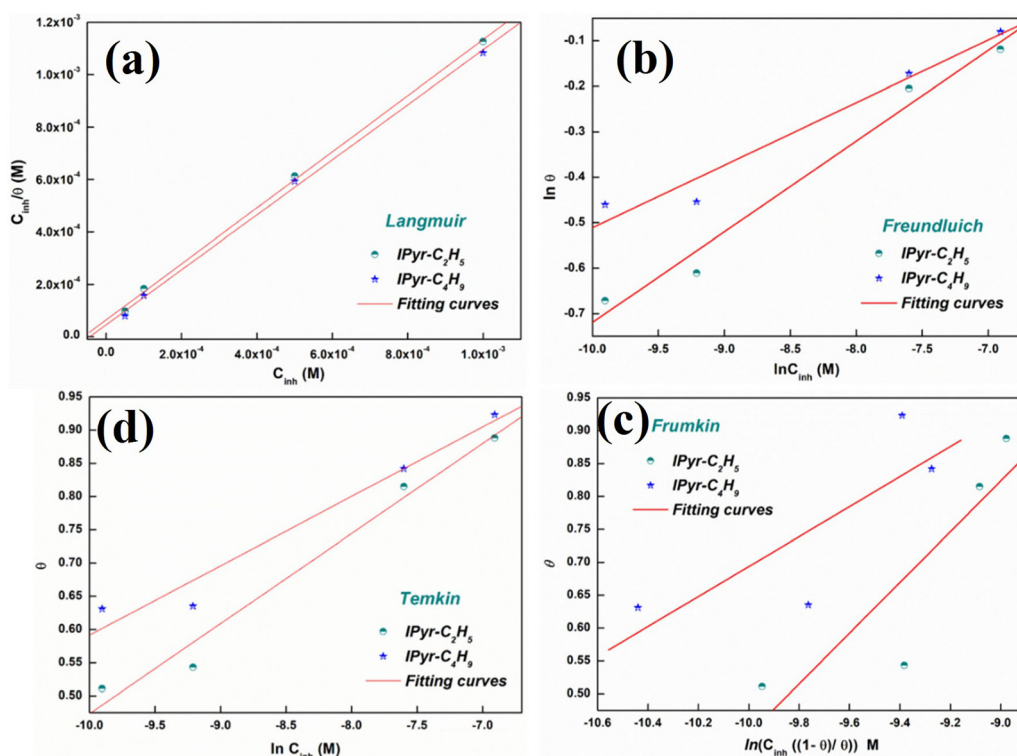 (a)
1.2x10⁻³
1.0x10⁻³
8.0x10⁻⁴
6.0x10⁻⁴
4.0x10⁻⁴
2.0x10⁻⁴
0.0
C_inh/θ (M)
Langmuir
IPyr-C₂H₅
IPyr-C₄H₉
Fitting curves
0.0 2.0x10⁻⁴ 4.0x10⁻⁴ 6.0x10⁻⁴ 8.0x10⁻⁴ 1.0x10⁻³
C_inh (M)
(b)
-0.1
-0.2
-0.3
-0.4
-0.5
-0.6
-0.7
ln θ
Freundluich
IPyr-C₂H₅
IPyr-C₄H₉
Fitting curves
-10.0 -9.5 -9.0 -8.5 -8.0 -7.5 -7.0
lnC_inh (M)
(d)
0.95
0.90
0.85
0.80
0.75
0.70
0.65
0.60
0.55
0.50
θ
Temkin
IPyr-C₂H₅
IPyr-C₄H₉
Fitting curves
-10.0 -9.5 -9.0 -8.5 -8.0 -7.5 -7.0
ln C_inh (M)
(c)
Frumkin
IPyr-C₂H₅
IPyr-C₄H₉
Fitting curves
0.95
0.90
0.85
0.80
0.75
0.70
0.65
0.60
0.55
0.50
θ
-10.6 -10.4 -10.2 -10.0 -9.8 -9.6 -9.4 -9.2 -9.0
ln(C_inh ((1- θ)/ θ)) M